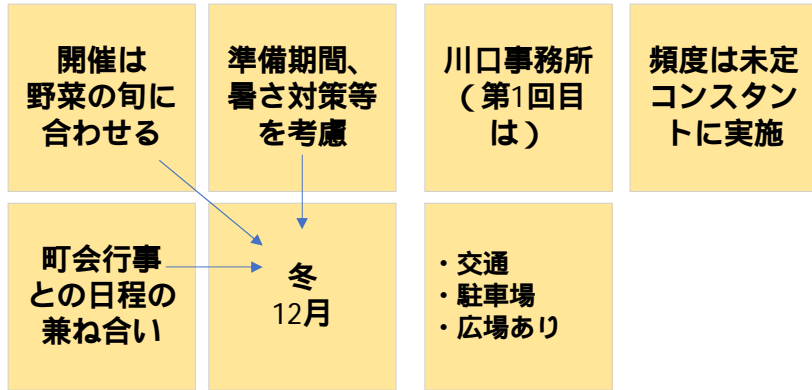 開催は
野菜の旬に
合わせる
準備期間、
暑さ対策等
を考慮
川口事務所
（第1回目
は）
頻度は未定
コンスタン
トに実施
町会行事
との日程の
兼ね合い
冬
12月
・交通
・駐車場
・広場あり